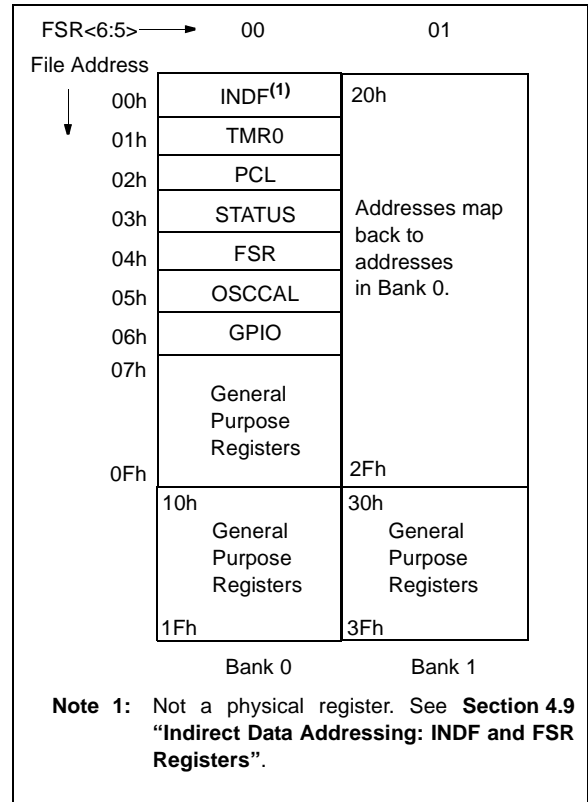 FSR<6:5> 00 01
File Address
00h INDF(1) 20h
01h TMR0
02h PCL
03h STATUS Addresses map
back to
04h FSR addresses
05h OSCCAL in Bank 0.
06h GPIO
07h
General
Purpose
Registers
0Fh 2Fh
10h 30h
General General
Purpose Purpose
Registers Registers
1Fh 3Fh
Bank 0 Bank 1
Note 1: Not a physical register. See Section 4.9
“Indirect Data Addressing: INDF and FSR
Registers”.